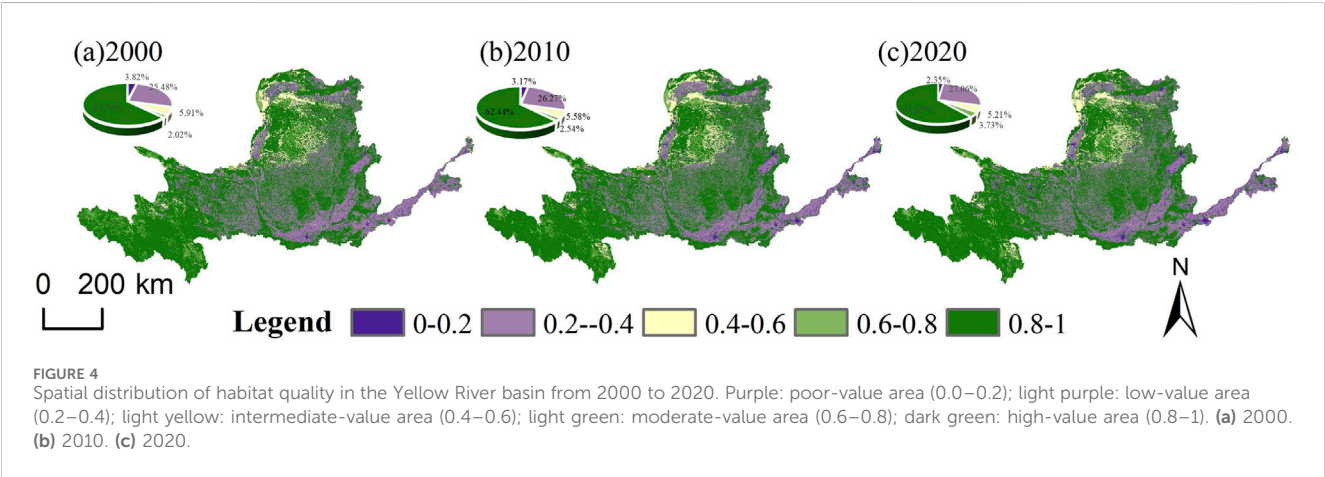 (a)2000
3.82%
25.48%
5.91%
2.02%
(b)2010
3.17%
26.27%
62.44%
5.58%
2.54%
(c)2020
2.35%
27.06%
5.21%
3.73%
0 200 km
N
Legend 0-0.2 0.2--0.4 0.4-0.6 0.6-0.8 0.8-1
FIGURE 4
Spatial distribution of habitat quality in the Yellow River basin from 2000 to 2020. Purple: poor-value area (0.0–0.2); light purple: low-value area
(0.2–0.4); light yellow: intermediate-value area (0.4–0.6); light green: moderate-value area (0.6–0.8); dark green: high-value area (0.8–1). (a) 2000.
(b) 2010. (c) 2020.